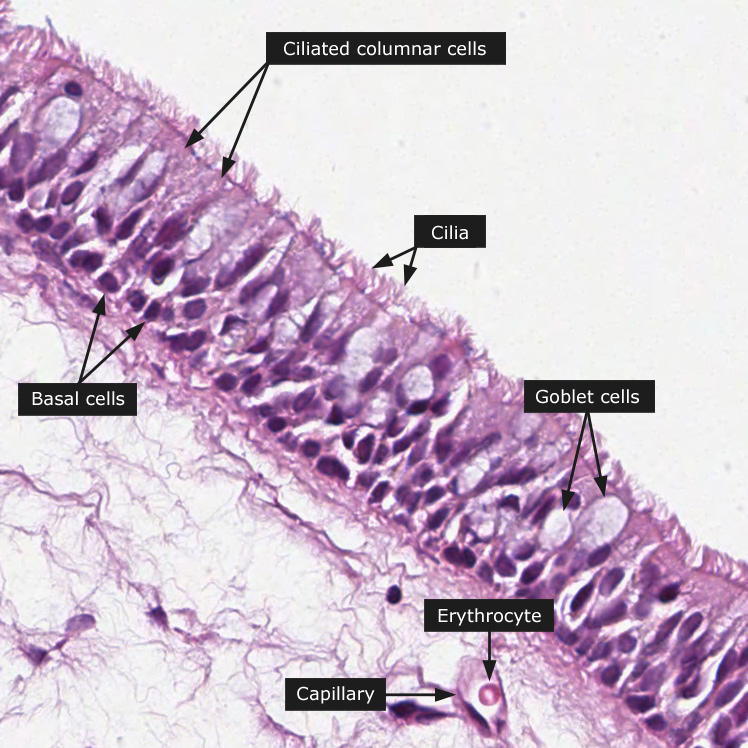 Ciliated columnar cells
Cilia
Basal cells
Goblet cells
Erythrocyte
Capillary